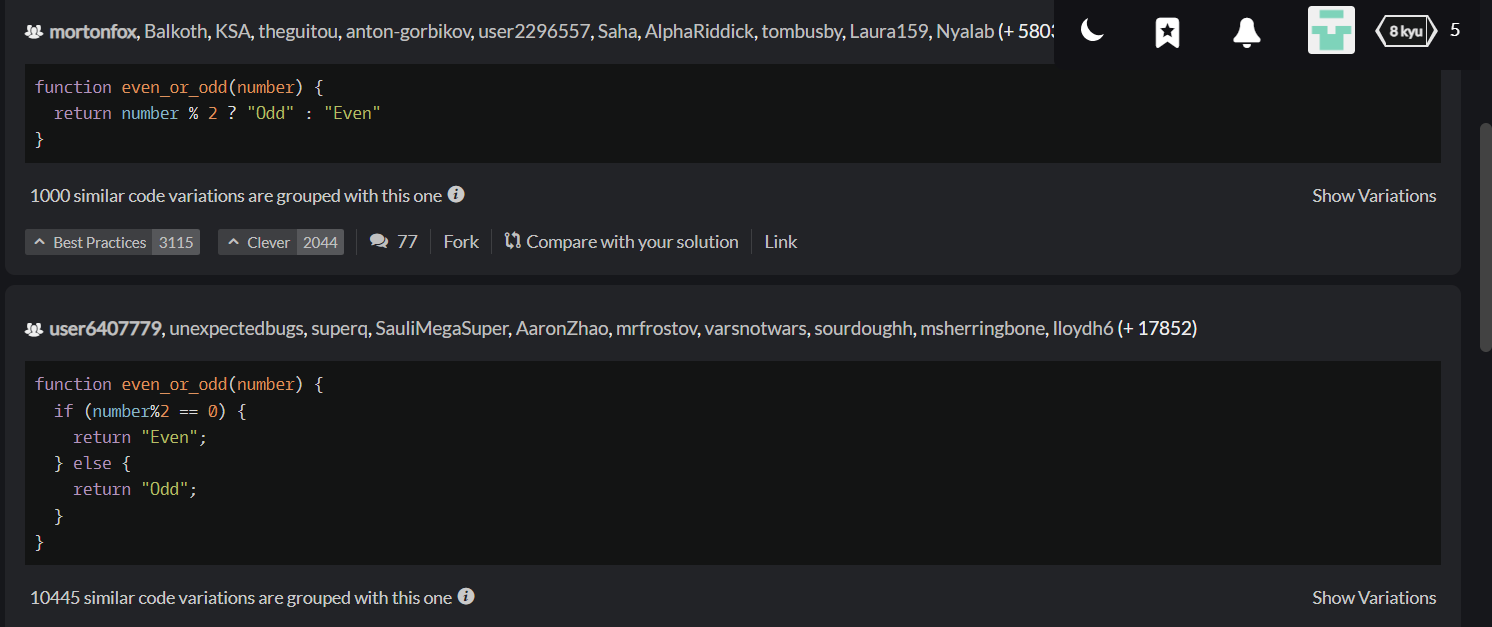 mortonfox, Balkoth, KSA, theguitou, anton-gorbikov, user2296557, Saha, AlphaRiddick, tombusby, Laura159, Nyalab (+ 580
8 kyu 5
function even_or_odd(number) {
  return number % 2 ? "Odd" : "Even"
}
1000 similar code variations are grouped with this one
Show Variations
Best Practices 3115 Clever 2044 77 Fork Compare with your solution Link
user6407779, unexpectedbugs, superq, SauliMegaSuper, AaronZhao, mrfrostov, varsnotwars, sourdoughh, msherringbone, lloydh6 (+ 17852)
function even_or_odd(number) {
  if (number%2 == 0) {
    return "Even";
  } else {
    return "Odd";
  }
}
10445 similar code variations are grouped with this one
Show Variations